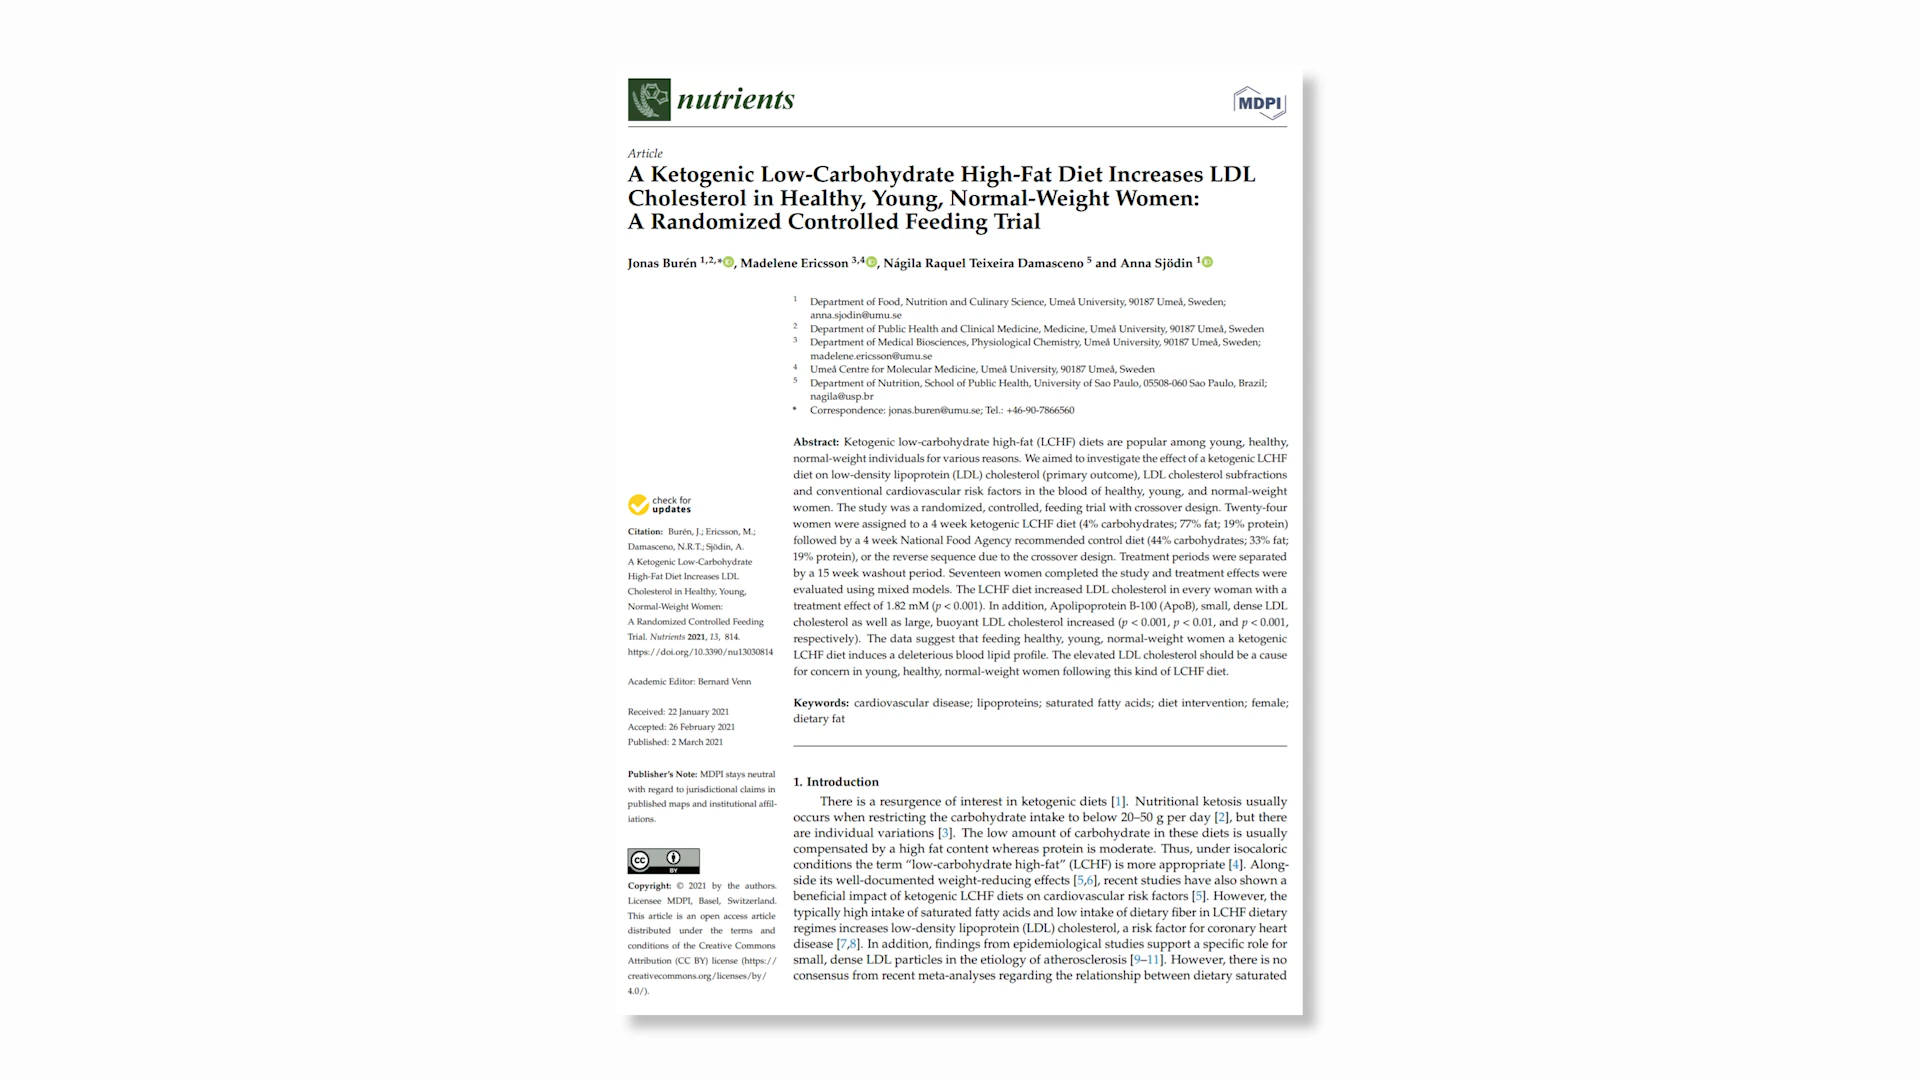 nutrients
MDPI
Article
A Ketogenic Low-Carbohydrate High-Fat Diet Increases LDL
Cholesterol in Healthy, Young, Normal-Weight Women:
A Randomized Controlled Feeding Trial
Jonas Burén 1,2,*, Madelene Ericsson 3,4, Nágila Raquel Teixeira Damasceno 5 and Anna Sjödin 1
1 Department of Food, Nutrition and Culinary Science, Umeå University, 90187 Umeå, Sweden;
anna.sjodin@umu.se
2 Department of Public Health and Clinical Medicine, Medicine, Umeå University, 90187 Umeå, Sweden
3 Department of Medical Biosciences, Physiological Chemistry, Umeå University, 90187 Umeå, Sweden;
madelene.ericsson@umu.se
4 Umeå Centre for Molecular Medicine, Umeå University, 90187 Umeå, Sweden
5 Department of Nutrition, School of Public Health, University of Sao Paulo, 05508-060 Sao Paulo, Brazil;
nagila@usp.br
* Correspondence: jonas.buren@umu.se; Tel.: +46-90-7866560
Abstract: Ketogenic low-carbohydrate high-fat (LCHF) diets are popular among young, healthy,
normal-weight individuals for various reasons. We aimed to investigate the effect of a ketogenic LCHF
diet on low-density lipoprotein (LDL) cholesterol (primary outcome), LDL cholesterol subfractions
and conventional cardiovascular risk factors in the blood of healthy, young, and normal-weight
women. The study was a randomized, controlled, feeding trial with crossover design. Twenty-four
women were assigned to a 4 week ketogenic LCHF diet (4% carbohydrates; 77% fat; 19% protein)
followed by a 4 week National Food Agency recommended control diet (44% carbohydrates; 33% fat;
19% protein), or the reverse sequence due to the crossover design. Treatment periods were separated
by a 15 week washout period. Seventeen women completed the study and treatment effects were
evaluated using mixed models. The LCHF diet increased LDL cholesterol in every woman with a
treatment effect of 1.82 mM (p < 0.001). In addition, Apolipoprotein B-100 (ApoB), small, dense LDL
cholesterol as well as large, buoyant LDL cholesterol increased (p < 0.001, p < 0.01, and p < 0.001,
respectively). The data suggest that feeding healthy, young, normal-weight women a ketogenic
LCHF diet induces a deleterious blood lipid profile. The elevated LDL cholesterol should be a cause
for concern in young, healthy, normal-weight women following this kind of LCHF diet.
Keywords: cardiovascular disease; lipoproteins; saturated fatty acids; diet intervention; female;
dietary fat
check for
updates
Citation: Burén, J.; Ericsson, M.;
Damasceno, N.R.T.; Sjödin, A.
A Ketogenic Low-Carbohydrate
High-Fat Diet Increases LDL
Cholesterol in Healthy, Young,
Normal-Weight Women:
A Randomized Controlled Feeding
Trial. Nutrients 2021, 13, 814.
https://doi.org/10.3390/nu13030814
Academic Editor: Bernard Venn
Received: 22 January 2021
Accepted: 26 February 2021
Published: 2 March 2021
Publisher's Note: MDPI stays neutral
with regard to jurisdictional claims in
published maps and institutional affil-
iations.
CC BY
Copyright: © 2021 by the authors.
Licensee MDPI, Basel, Switzerland.
This article is an open access article
distributed under the terms and
conditions of the Creative Commons
Attribution (CC BY) license (https://
creativecommons.org/licenses/by/
4.0/).
1. Introduction
There is a resurgence of interest in ketogenic diets [1]. Nutritional ketosis usually
occurs when restricting the carbohydrate intake to below 20–50 g per day [2], but there
are individual variations [3]. The low amount of carbohydrate in these diets is usually
compensated by a high fat content whereas protein is moderate. Thus, under isocaloric
conditions the term “low-carbohydrate high-fat” (LCHF) is more appropriate [4]. Along-
side its well-documented weight-reducing effects [5,6], recent studies have also shown a
beneficial impact of ketogenic LCHF diets on cardiovascular risk factors [5]. However, the
typically high intake of saturated fatty acids and low intake of dietary fiber in LCHF dietary
regimes increases low-density lipoprotein (LDL) cholesterol, a risk factor for coronary heart
disease [7,8]. In addition, findings from epidemiological studies support a specific role for
small, dense LDL particles in the etiology of atherosclerosis [9–11]. However, there is no
consensus from recent meta-analyses regarding the relationship between dietary saturated